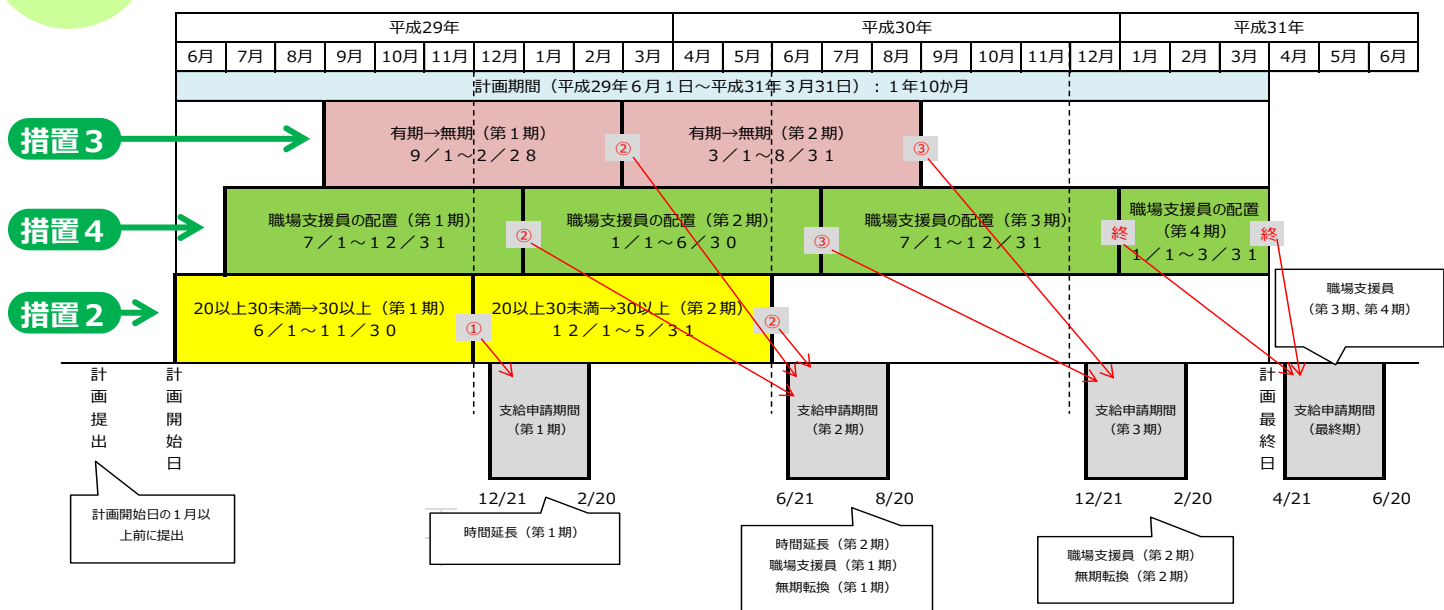 平成29年 平成30年 平成31年
6月 7月 8月 9月 10月 11月 12月 1月 2月 3月 4月 5月 6月 7月 8月 9月 10月 11月 12月 1月 2月 3月 4月 5月 6月
計画期間（平成29年６月１日～平成31年３月31日）：１年10か月
措置３
有期→無期（第１期）
９／１～２／２８
②
有期→無期（第２期）
３／１～８／３１
③
措置４
職場支援員の配置（第１期）
７／１～１２／３１
②
職場支援員の配置（第２期）
１／１～６／３０
③
職場支援員の配置（第３期）
７／１～１２／３１
終
職場支援員の配置
（第４期）
１／１～３／３１
終
措置２
20以上30未満→30以上（第１期）
６／１～１１／３０
①
20以上30未満→30以上（第２期）
１２／１～５／３１
②
職場支援員
（第３期、第４期）
計画提出
計画開始日
支給申請期間
（第１期）
支給申請期間
（第２期）
支給申請期間
（第３期）
計画最終日
支給申請期間
（最終期）
12/21 2/20 6/21 8/20 12/21 2/20 4/21 6/20
計画開始日の１月以
上前に提出
時間延長（第１期）
時間延長（第２期）
職場支援員（第１期）
無期転換（第１期）
職場支援員（第２期）
無期転換（第２期）